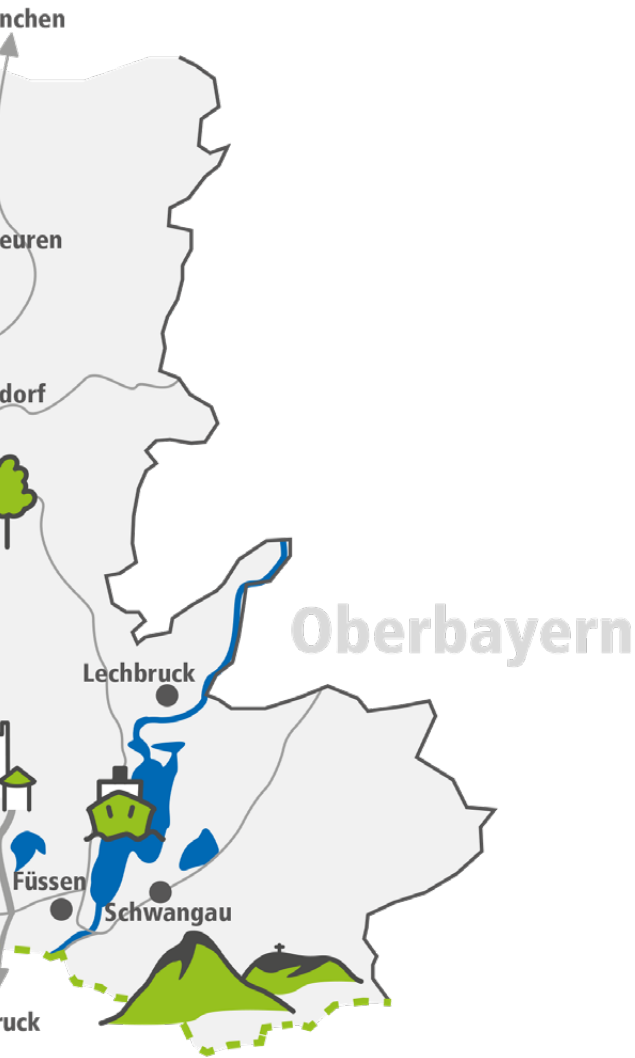 nchen
euren
dorf
Oberbayern
Lechbruck
Füssen
Schwangau
ruck